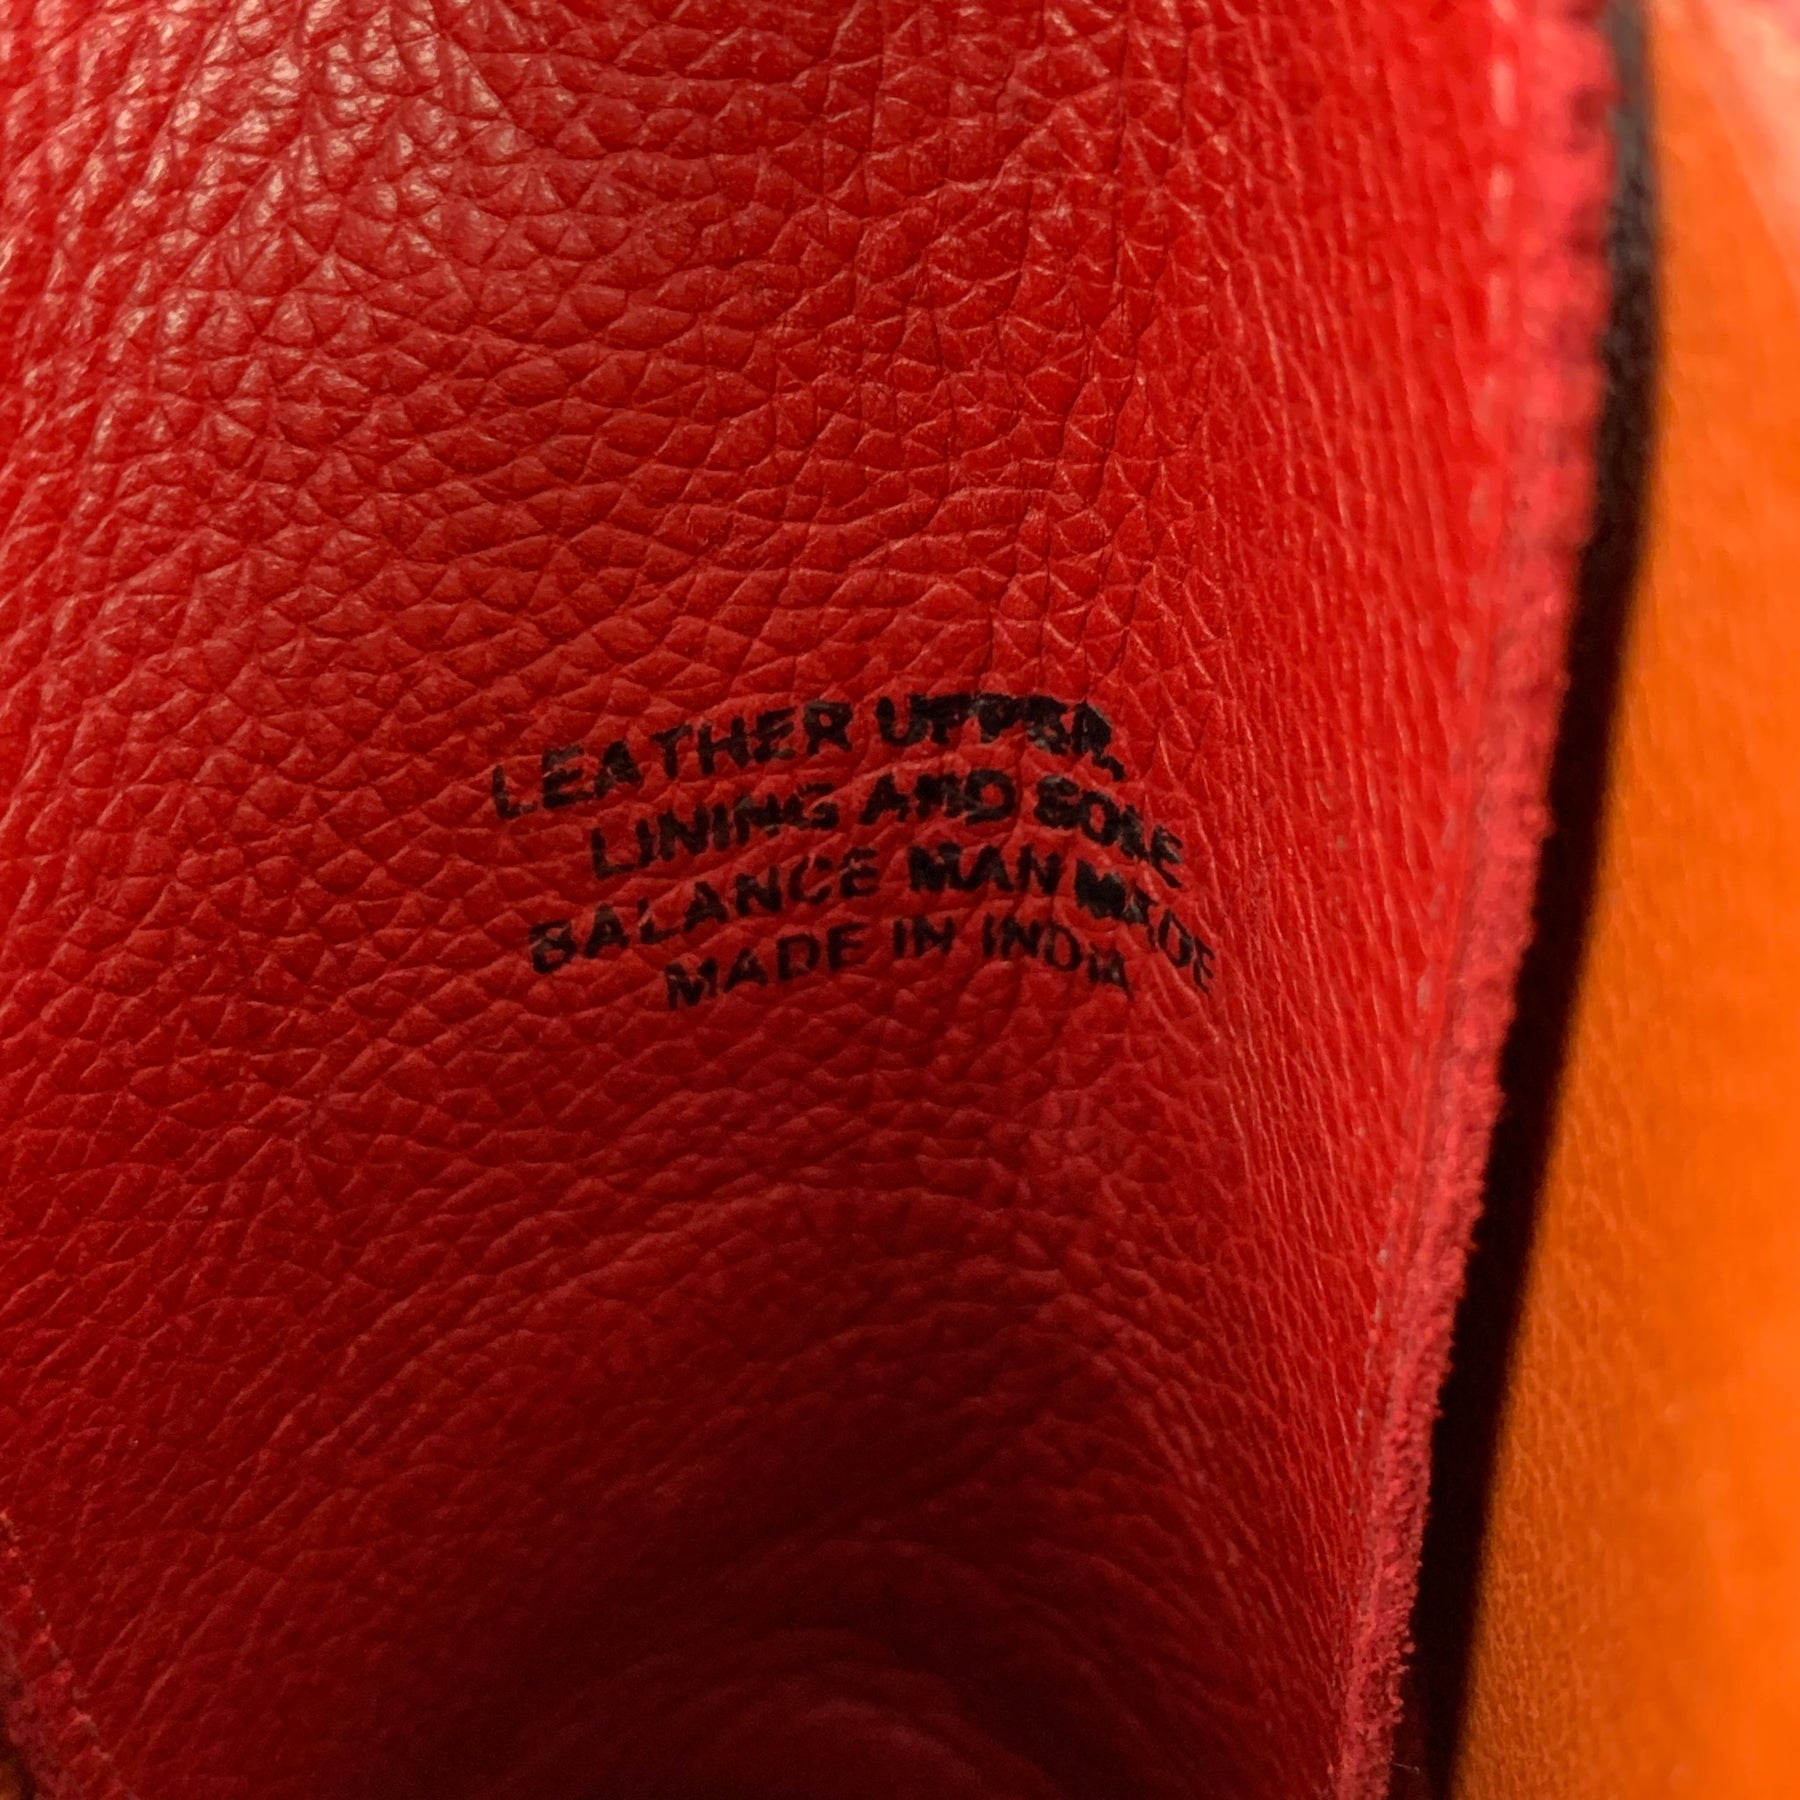 LEATHER UPPER,
LINING AND SOLE
BALANCE MAN MADE
MADE IN INDIA